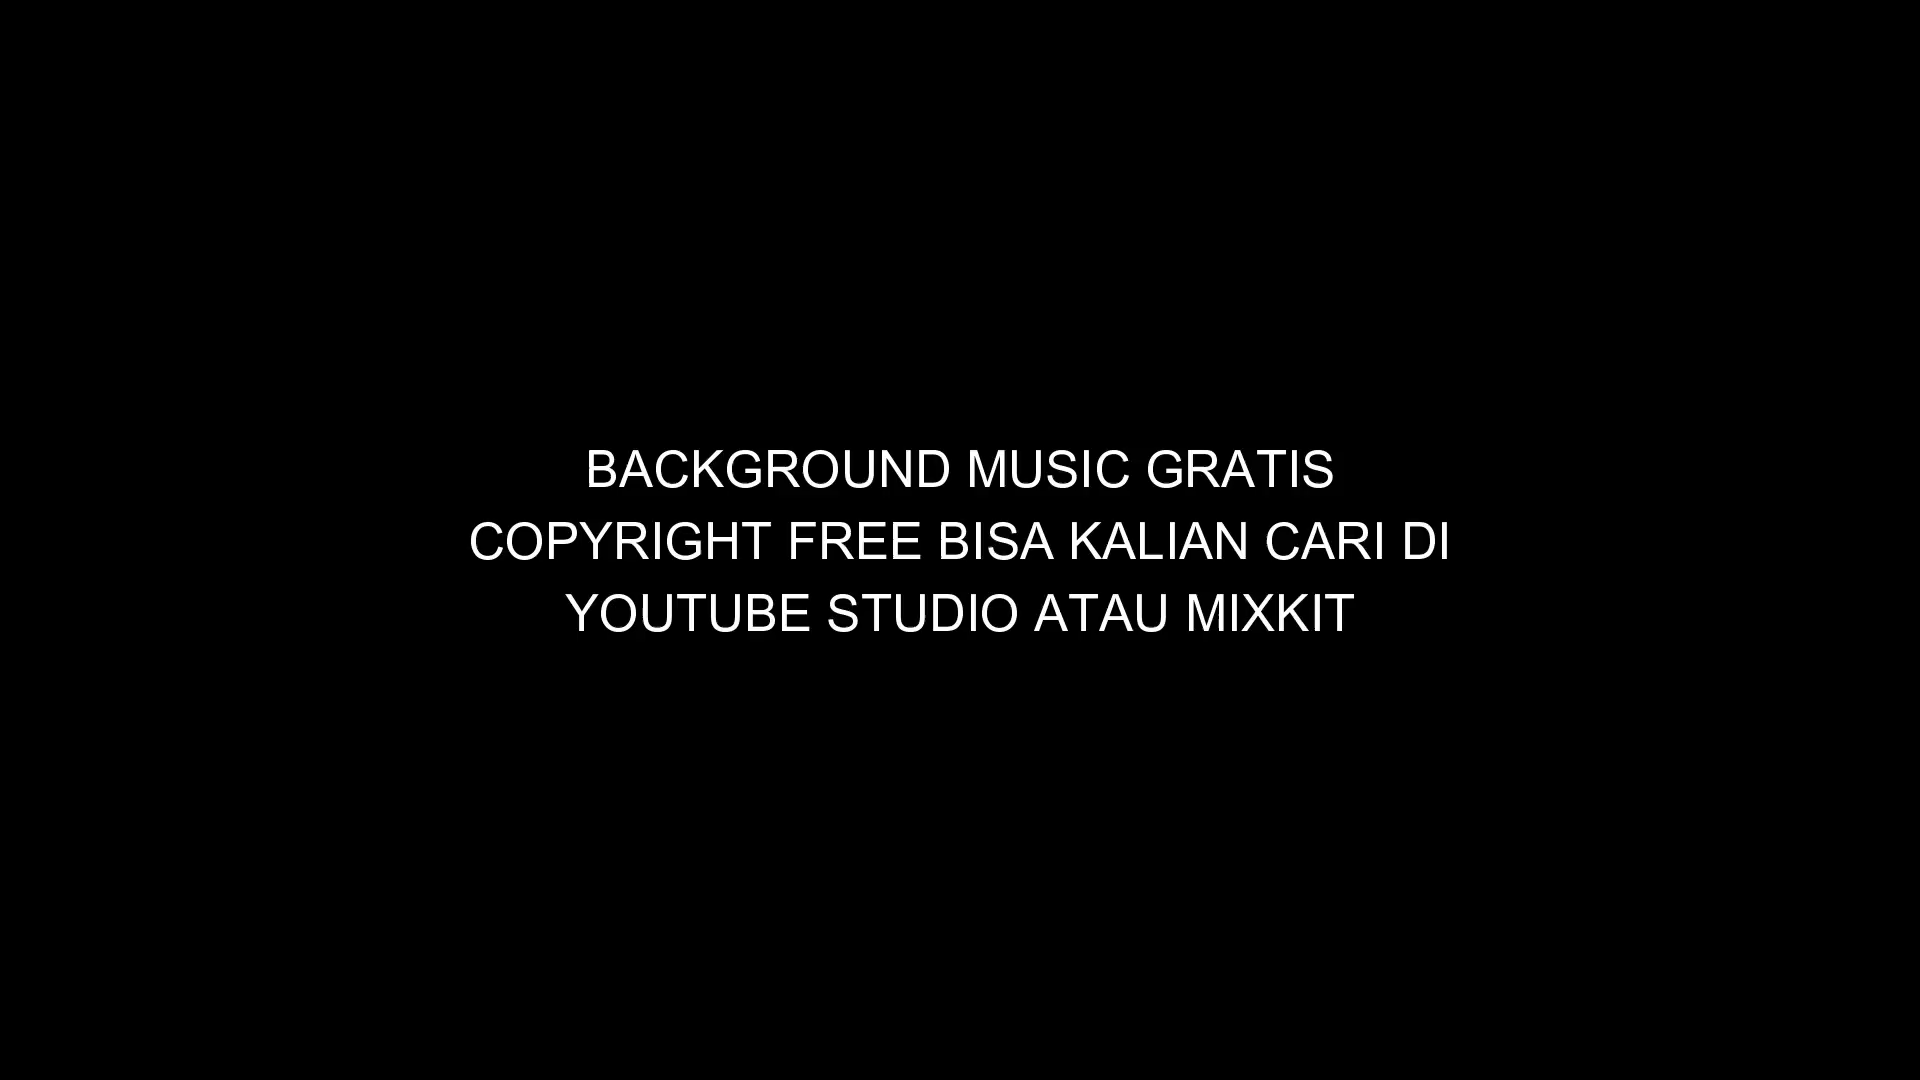 BACKGROUND MUSIC GRATIS
COPYRIGHT FREE BISA KALIAN CARI DI
YOUTUBE STUDIO ATAU MIXKIT